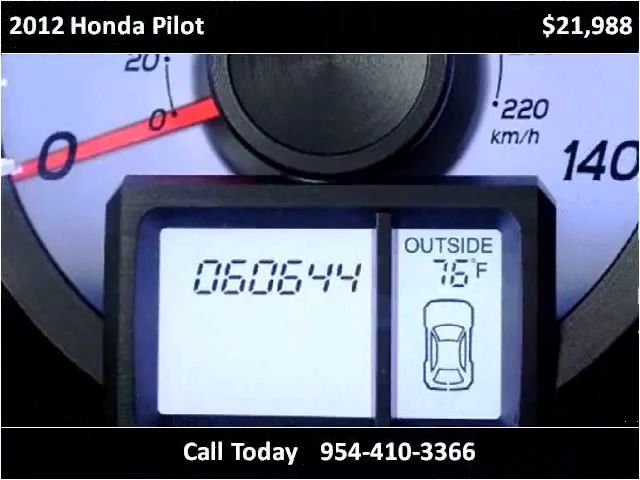 2012 Honda Pilot $21,988
20
0
0
220
km/h
140
OUTSIDE
76°F
060644
Call Today 954-410-3366